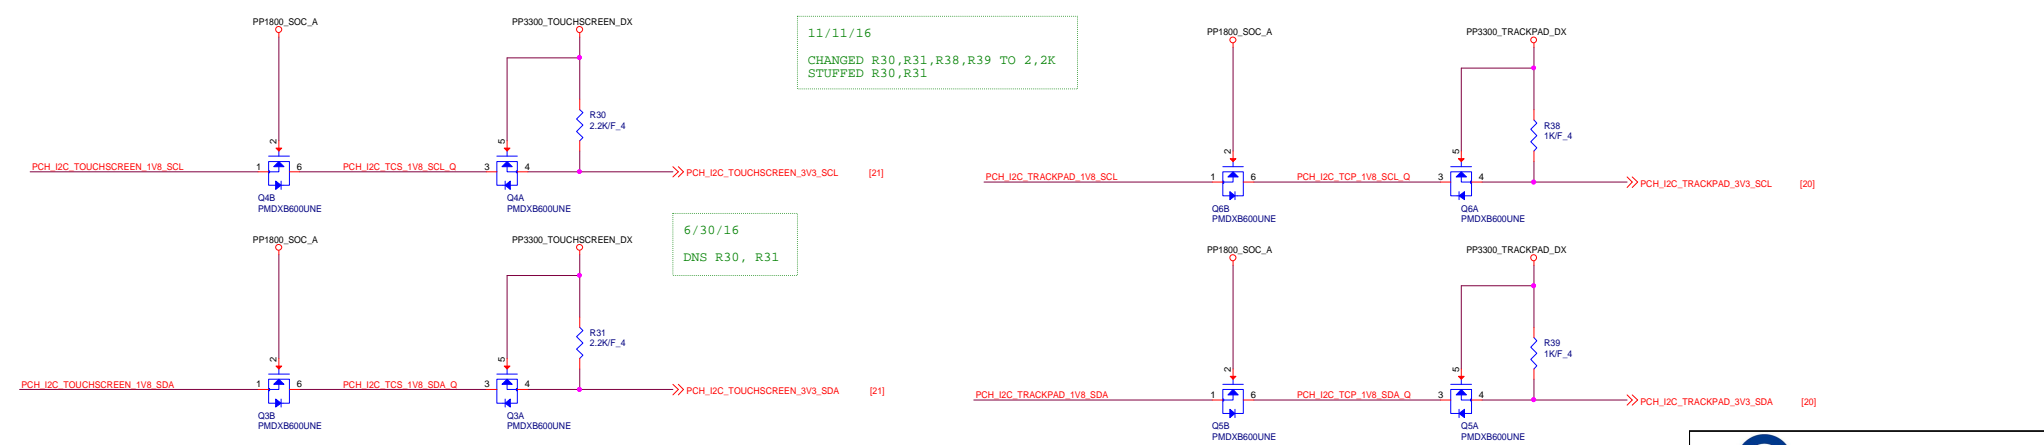 PP1800_SOC_A
PP3300_TOUCHSCREEN_DX
11/11/16
CHANGED R30,R31,R38,R39 TO 2,2K
STUFFED R30,R31
R30
2.2K/F_4
2
5
PCH_I2C_TOUCHSCREEN_1V8_SCL
1
6
PCH_I2C_TCS_1V8_SCL_Q
3
4
PCH_I2C_TOUCHSCREEN_3V3_SCL
[21]
Q4B
PMDXB600UNE
Q4A
PMDXB600UNE
6/30/16
DNS R30, R31
PP1800_SOC_A
PP3300_TOUCHSCREEN_DX
R31
2.2K/F_4
2
5
PCH_I2C_TOUCHSCREEN_1V8_SDA
1
6
PCH_I2C_TCS_1V8_SDA_Q
3
4
PCH_I2C_TOUCHSCREEN_3V3_SDA
[21]
Q3B
PMDXB600UNE
Q3A
PMDXB600UNE
PP1800_SOC_A
PP3300_TRACKPAD_DX
R38
1K/F_4
2
5
PCH_I2C_TRACKPAD_1V8_SCL
1
6
PCH_I2C_TCP_1V8_SCL_Q
3
4
PCH_I2C_TRACKPAD_3V3_SCL
[20]
Q6B
PMDXB600UNE
Q6A
PMDXB600UNE
PP1800_SOC_A
PP3300_TRACKPAD_DX
R39
1K/F_4
2
5
PCH_I2C_TRACKPAD_1V8_SDA
1
6
PCH_I2C_TCP_1V8_SDA_Q
3
4
PCH_I2C_TRACKPAD_3V3_SDA
[20]
Q5B
PMDXB600UNE
Q5A
PMDXB600UNE